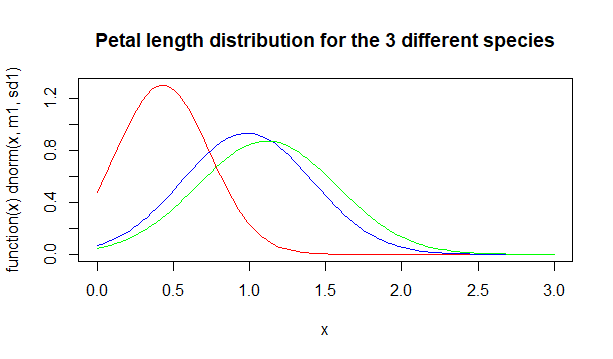 Petal length distribution for the 3 different species
function(x) dnorm(x, m1, sd1)
1.2
0.8
0.4
0.0
0.0 0.5 1.0 1.5 2.0 2.5 3.0
x